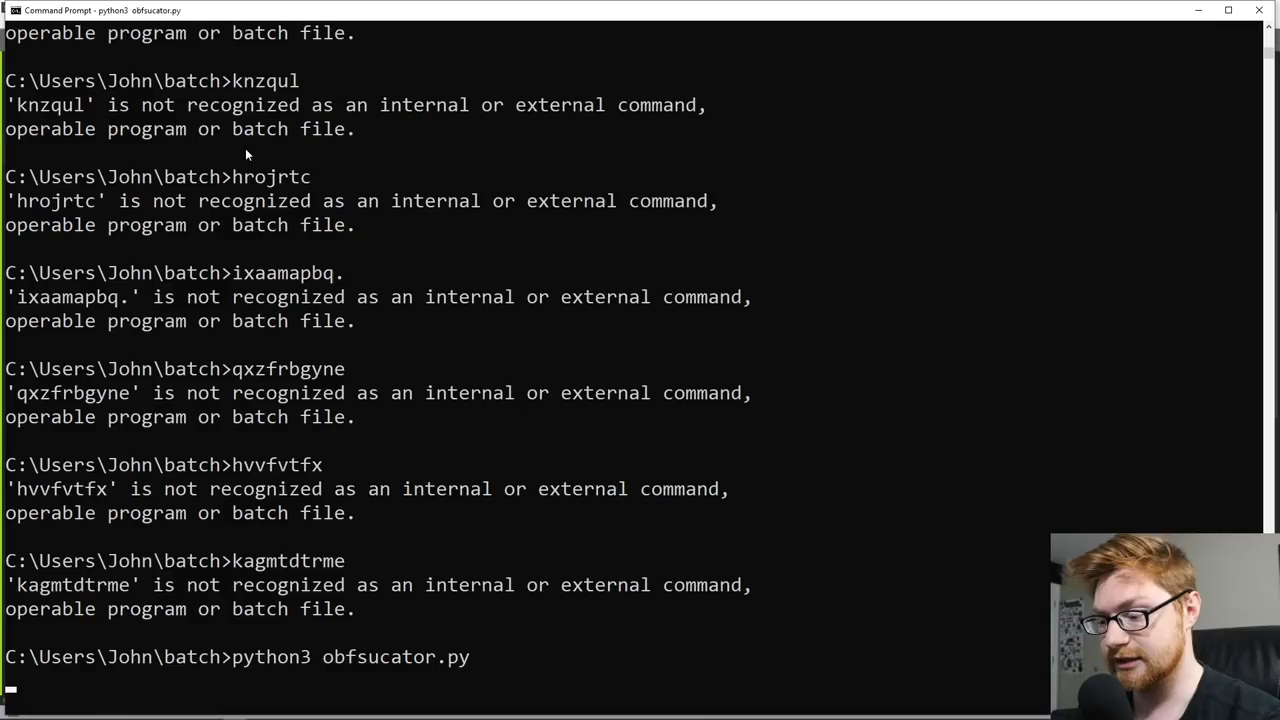 Command Prompt - python3 obfsucator.py
operable program or batch file.
C:\Users\John\batch>knzqul
'knzqul' is not recognized as an internal or external command,
operable program or batch file.
C:\Users\John\batch>hrojrtc
'hrojrtc' is not recognized as an internal or external command,
operable program or batch file.
C:\Users\John\batch>ixaamapbq.
'ixaamapbq.' is not recognized as an internal or external command,
operable program or batch file.
C:\Users\John\batch>qxzfrbgyne
'qxzfrbgyne' is not recognized as an internal or external command,
operable program or batch file.
C:\Users\John\batch>hvvfvtfx
'hvvfvtfx' is not recognized as an internal or external command,
operable program or batch file.
C:\Users\John\batch>kagmtdtrme
'kagmtdtrme' is not recognized as an internal or external command,
operable program or batch file.
C:\Users\John\batch>python3 obfsucator.py